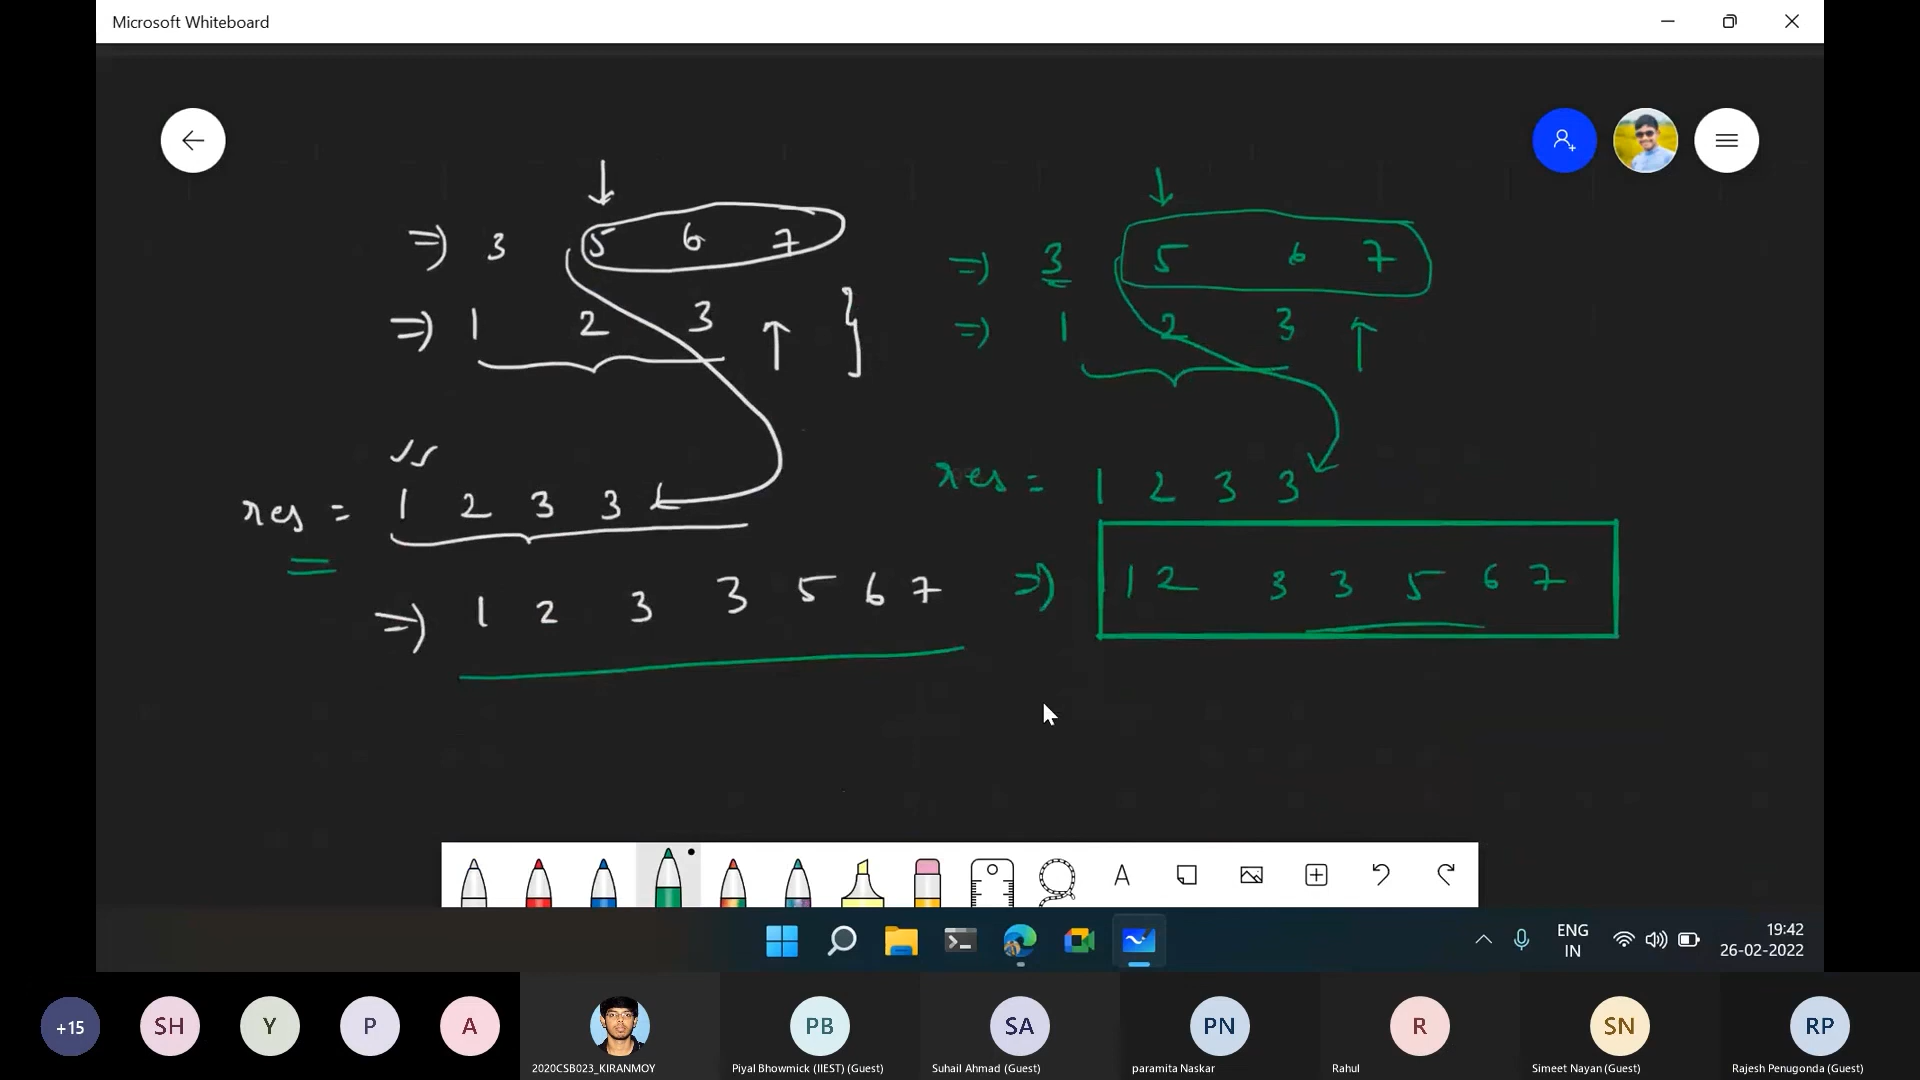 Microsoft Whiteboard
=> 3 5 6 7
=> 1 2 3 }
res = 1 2 3 3
=> 1 2 3 3 5 6 7
=> 3 5 6 7
=> 1 2 3
res = 1 2 3 3
=> 1 2 3 3 5 6 7
A
ENG
IN
19:42
26-02-2022
+15
SH
Y
P
A
2020CSB023_KIRANMOY
PB
Piyal Bhowmick (IIEST) (Guest)
SA
Suhail Ahmad (Guest)
PN
paramita Naskar
R
Rahul
SN
Simeet Nayan (Guest)
RP
Rajesh Penugonda (Guest)